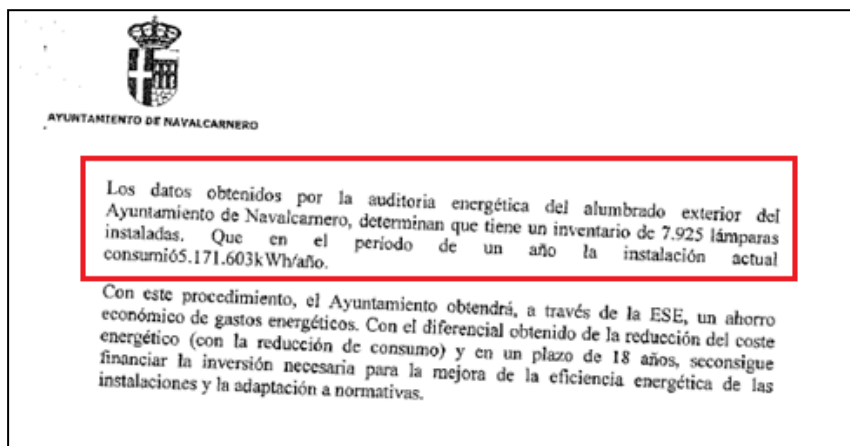 AYUNTAMIENTO DE NAVALCARNERO
Los datos obtenidos por la auditoria energética del alumbrado exterior del
Ayuntamiento de Navalcarnero, determinan que tiene un inventario de 7.925 lámparas
instaladas. Que en el periodo de un año la instalación actual
consumió5.171.603kWh/año.
Con este procedimiento, el Ayuntamiento obtendrá, a través de la ESE, un ahorro
económico de gastos energéticos. Con el diferencial obtenido de la reducción del coste
energético (con la reducción de consumo) y en un plazo de 18 años, seconsigue
financiar la inversión necesaria para la mejora de la eficiencia energética de las
instalaciones y la adaptación a normativas.